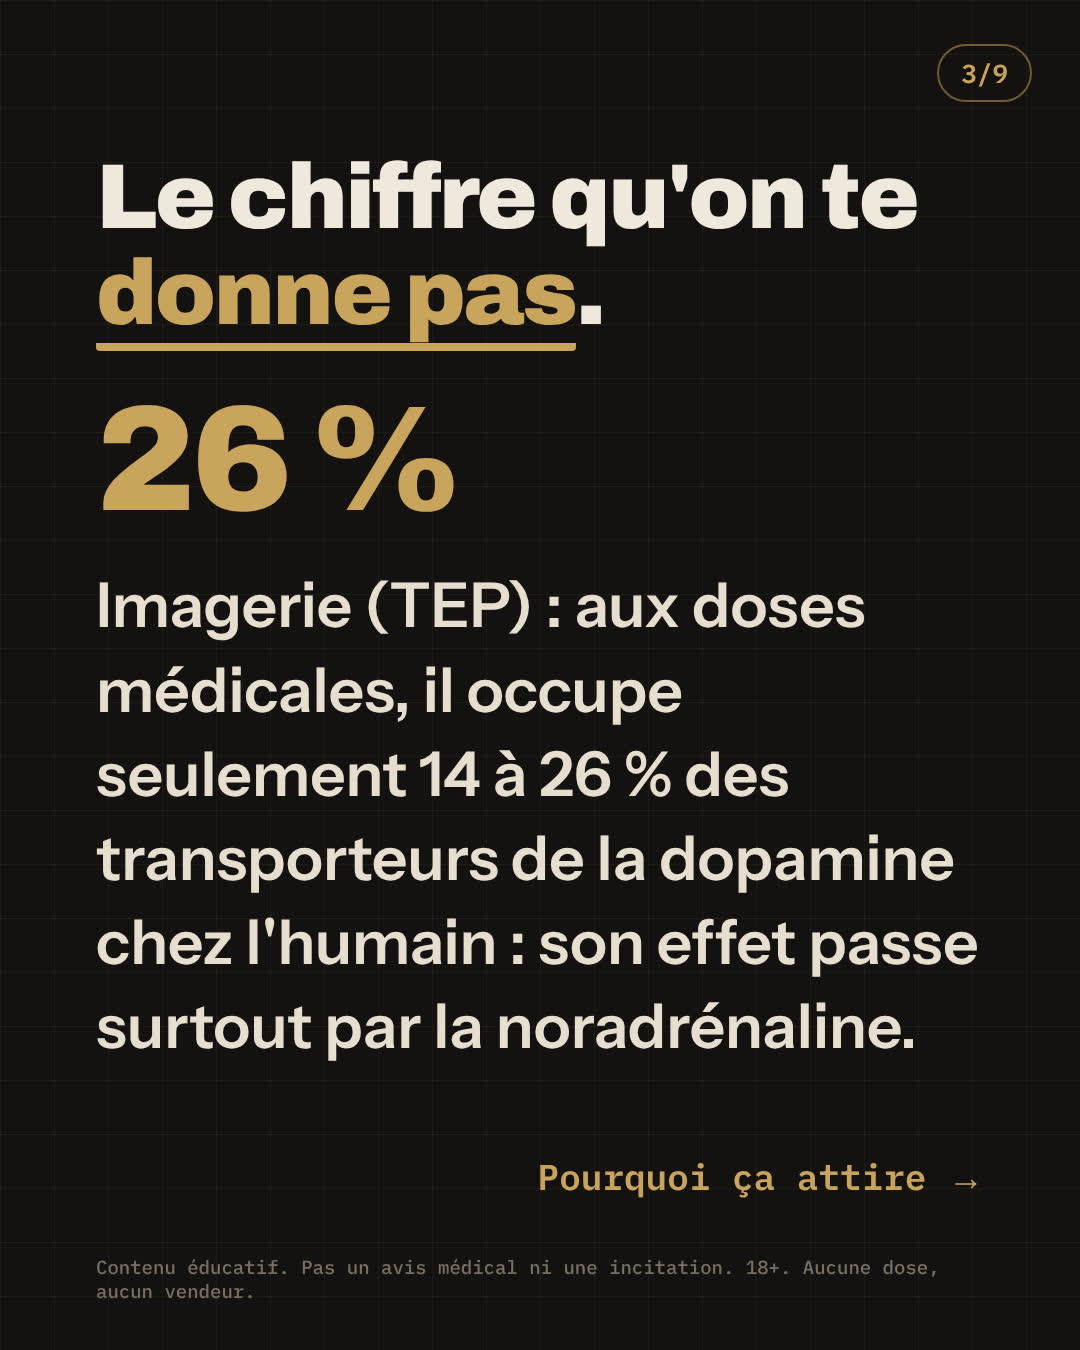 3/9
Le chiffre qu'on te
donne pas.
26 %
Imagerie (TEP) : aux doses
médicales, il occupe
seulement 14 à 26 % des
transporteurs de la dopamine
chez l'humain : son effet passe
surtout par la noradrénaline.
Pourquoi ça attire →
Contenu éducatif. Pas un avis médical ni une incitation. 18+. Aucune dose,
aucun vendeur.